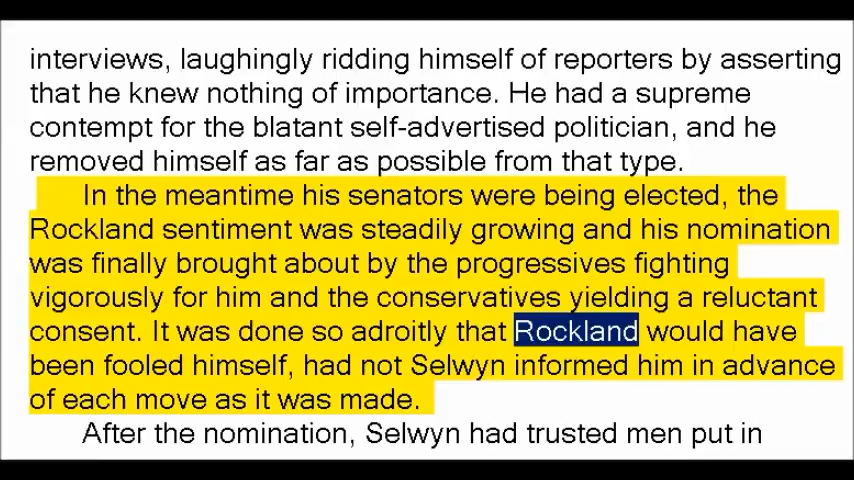 interviews, laughingly ridding himself of reporters by asserting
that he knew nothing of importance. He had a supreme
contempt for the blatant self-advertised politician, and he
removed himself as far as possible from that type.
In the meantime his senators were being elected, the
Rockland sentiment was steadily growing and his nomination
was finally brought about by the progressives fighting
vigorously for him and the conservatives yielding a reluctant
consent. It was done so adroitly that Rockland would have
been fooled himself, had not Selwyn informed him in advance
of each move as it was made.
After the nomination, Selwyn had trusted men put in